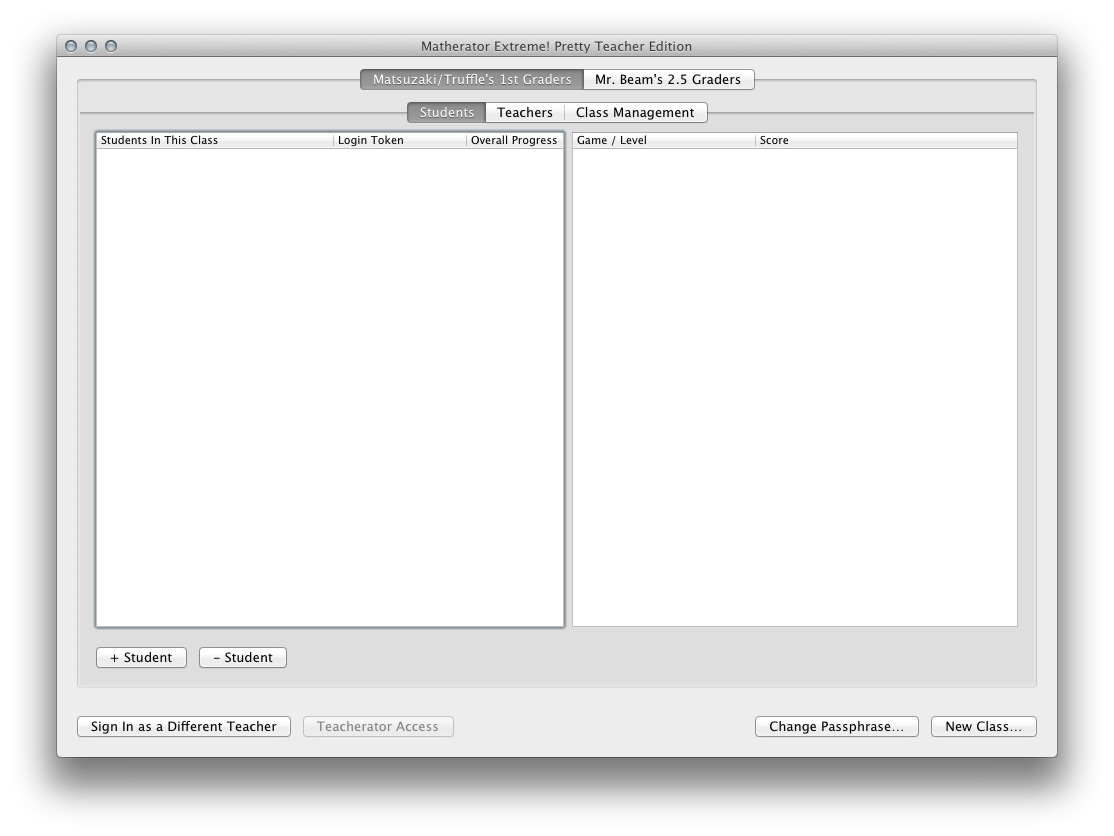 Matherator Extreme! Pretty Teacher Edition
Matsuzaki/Truffle's 1st Graders Mr. Beam's 2.5 Graders
Students Teachers Class Management
Students In This Class Login Token Overall Progress Game / Level Score
+ Student – Student
Sign In as a Different Teacher Teacherator Access Change Passphrase... New Class...